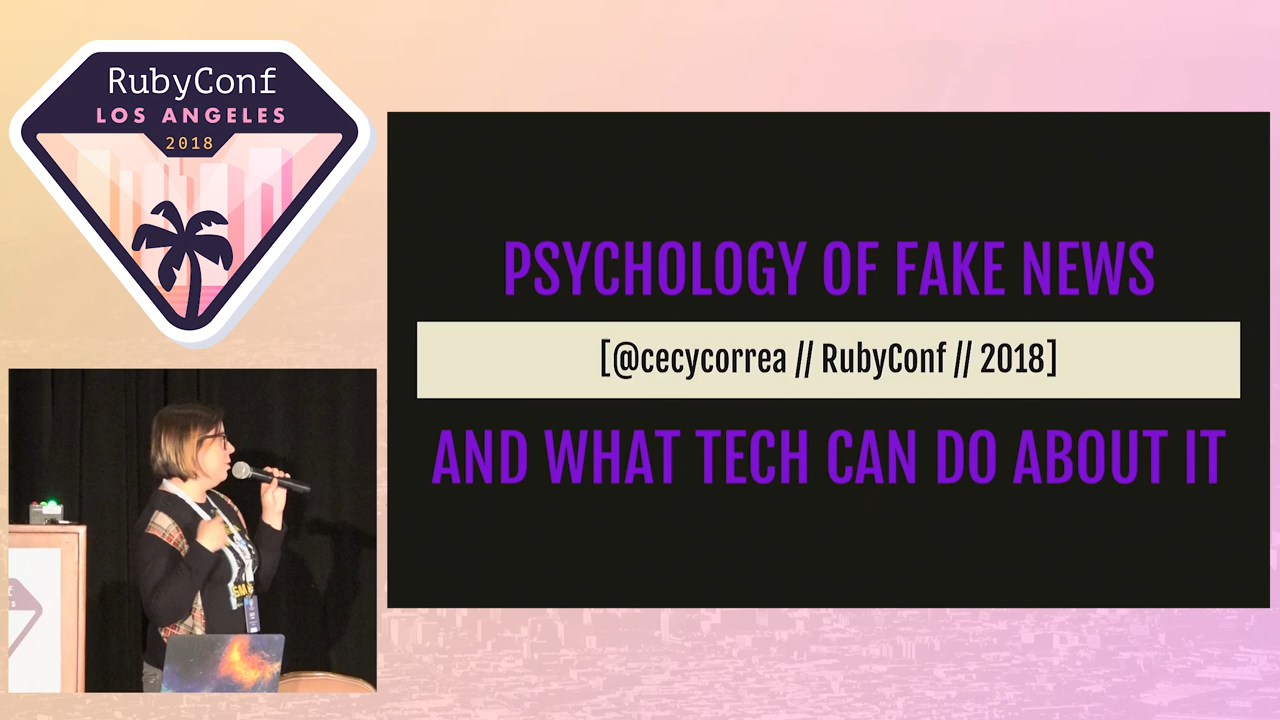 RubyConf
LOS ANGELES
2018
PSYCHOLOGY OF FAKE NEWS
[@cecycorrea // RubyConf // 2018]
AND WHAT TECH CAN DO ABOUT IT